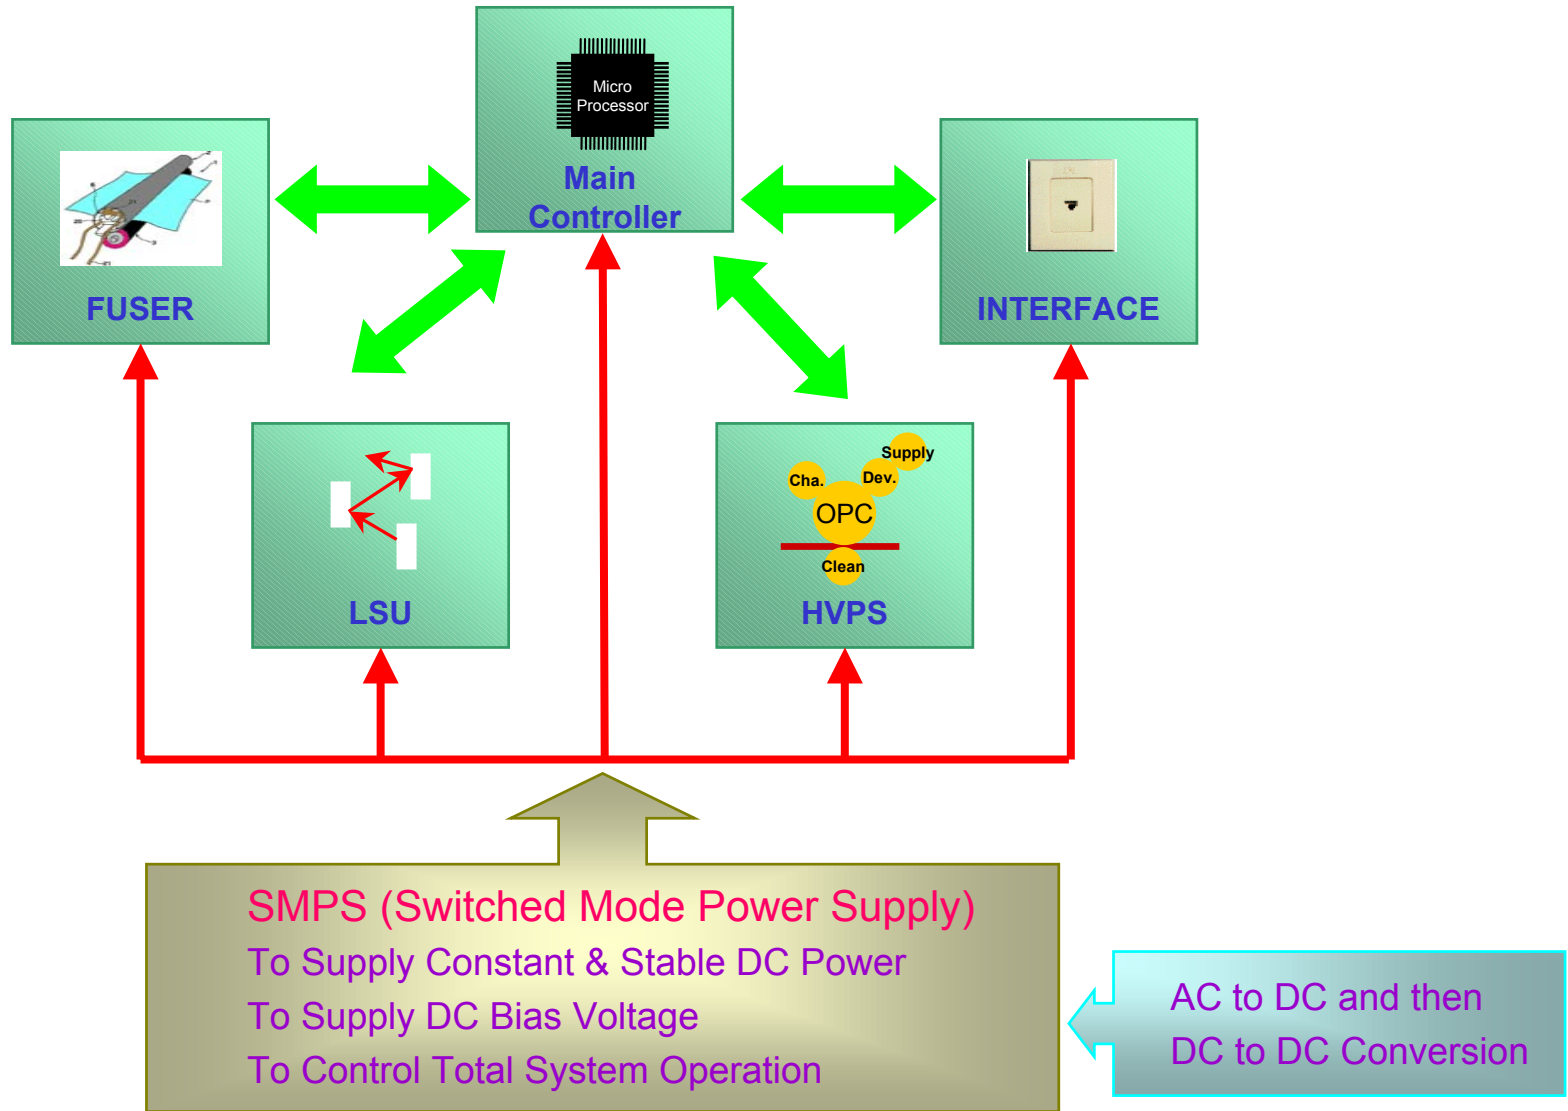 Micro
Processor
Main
Controller
FUSER
INTERFACE
Supply
Cha.
Dev.
OPC
Clean
LSU
HVPS
SMPS (Switched Mode Power Supply)
To Supply Constant & Stable DC Power
To Supply DC Bias Voltage
To Control Total System Operation
AC to DC and then
DC to DC Conversion